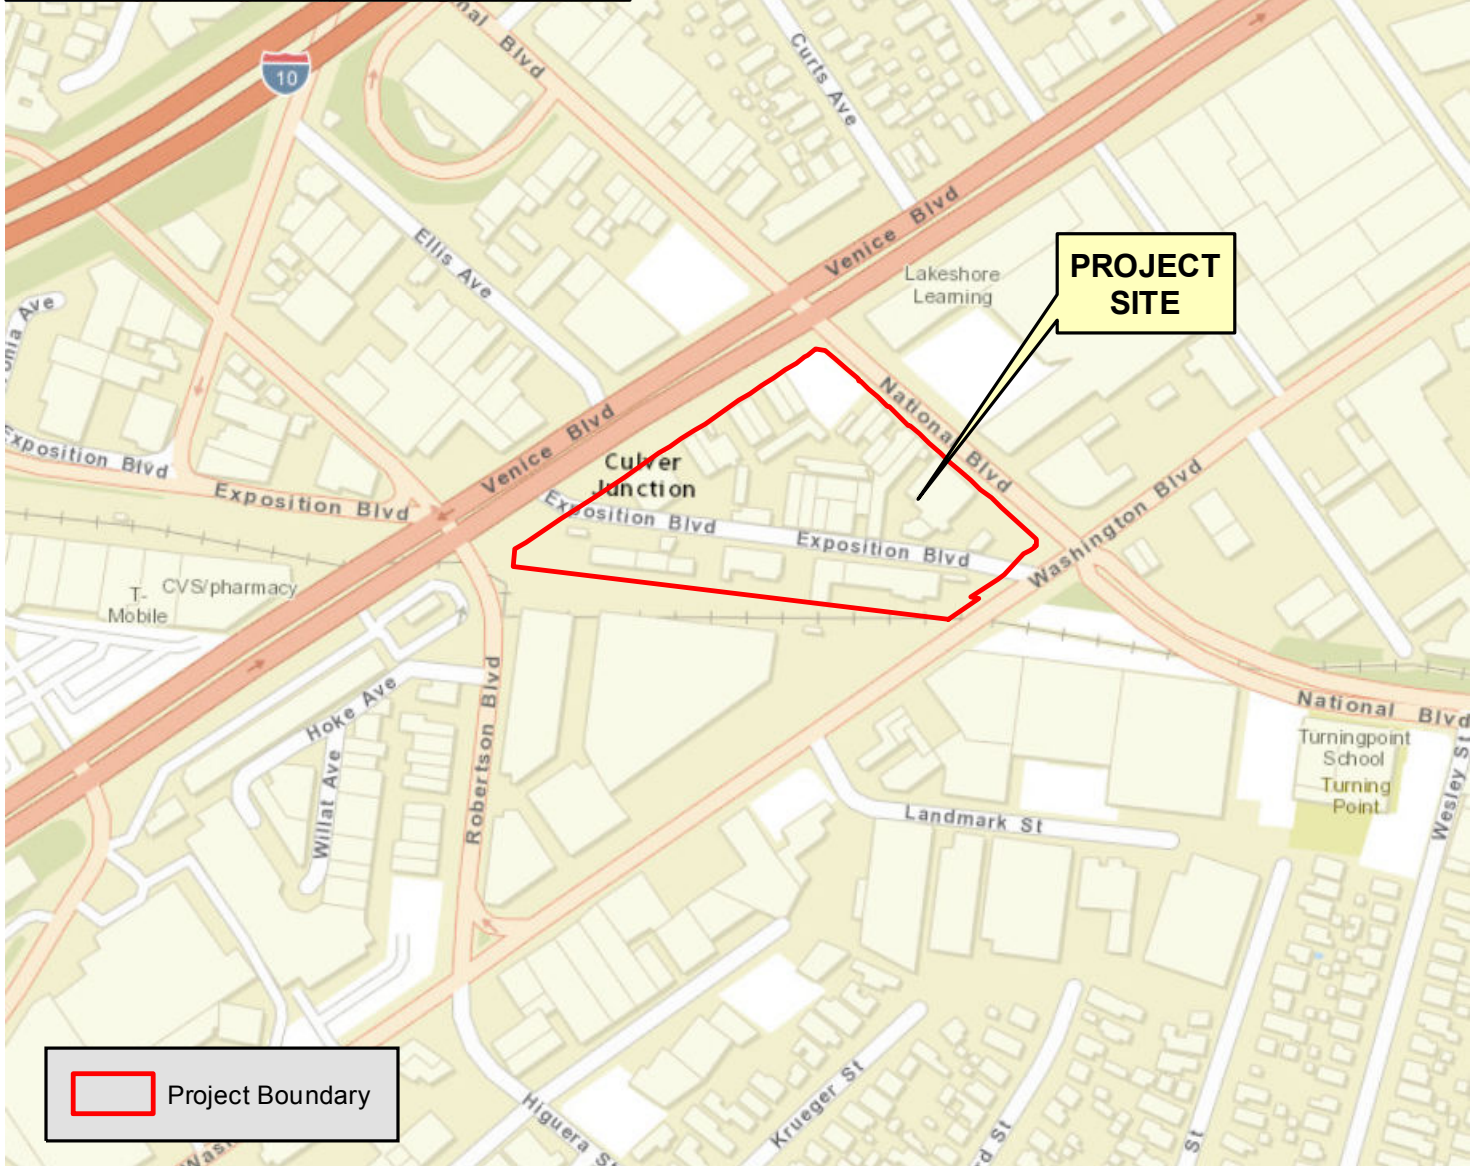 Blvd
10
Curts Ave
Venice Blvd
Ellis Ave
Lakeshore
Learning
PROJECT
SITE
National Blvd
Venice Blvd
Culver
Junction
Exposition Blvd
Exposition Blvd
Exposition Blvd
Exposition Blvd
Washington Blvd
T-
Mobile
CVS/pharmacy
Hoke Ave
Willat Ave
Robertson Blvd
National Blvd
Turningpoint
School
Turning
Point
Wesley St
Landmark St
Project Boundary
Higuera St
Krueger St
St
St